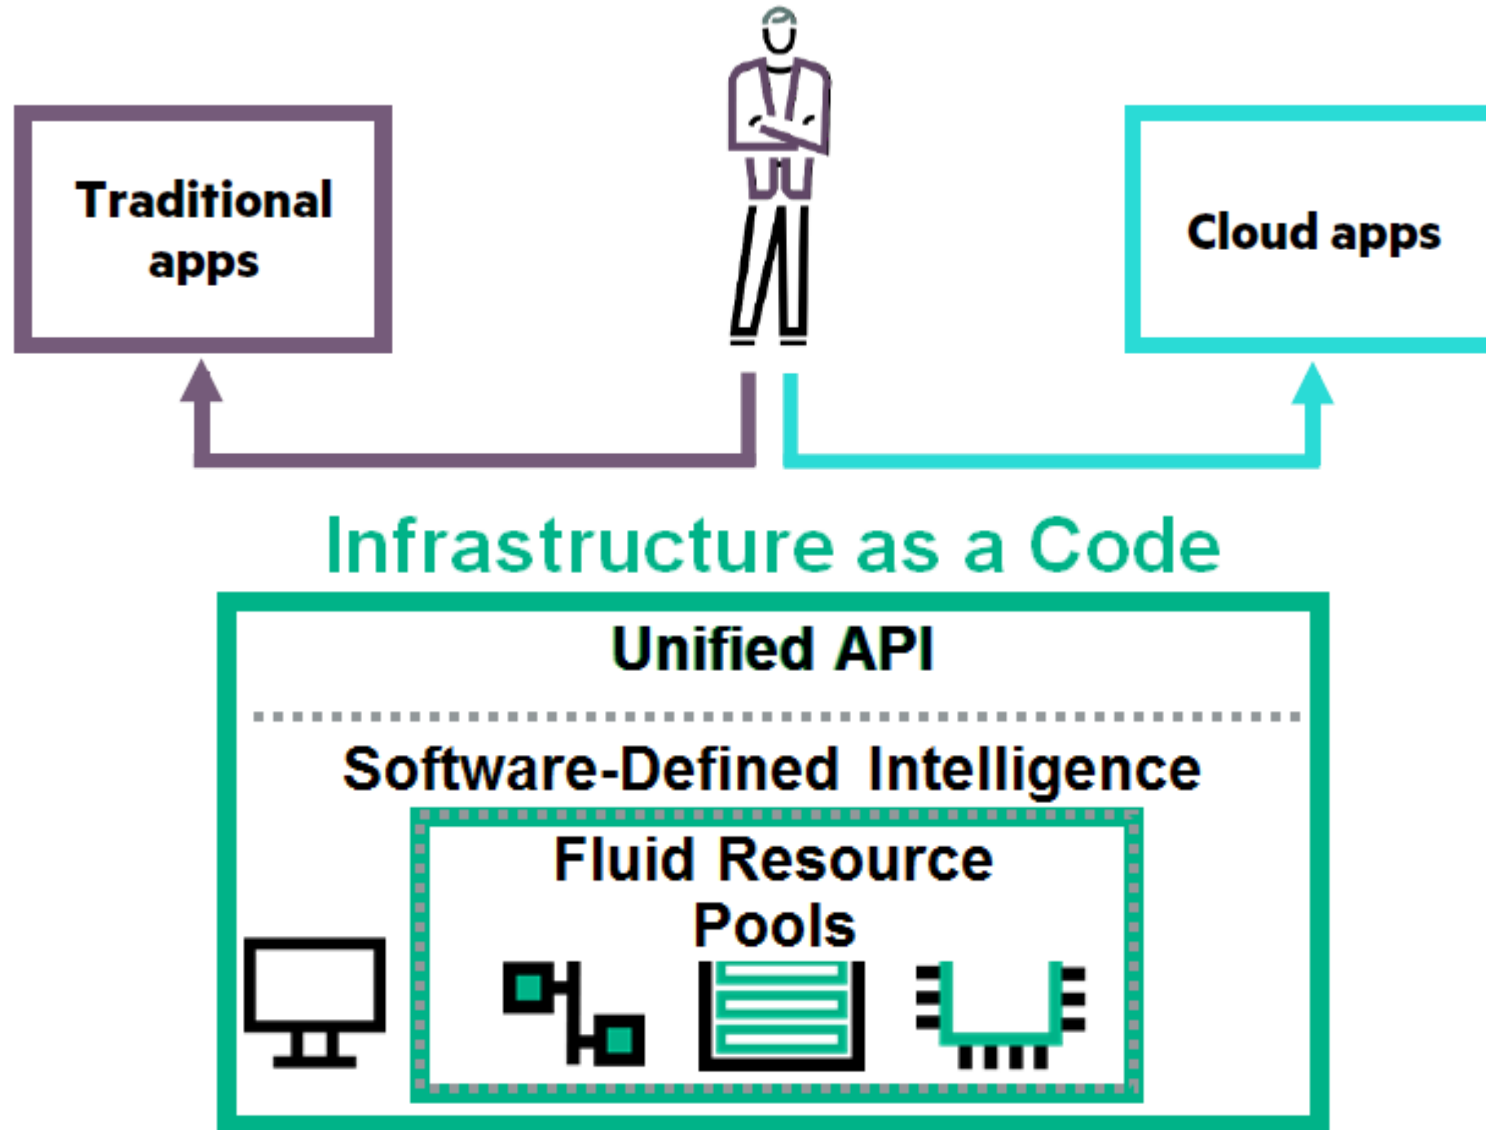 Traditional
apps
Cloud apps
Infrastructure as a Code
Unified API
Software-Defined Intelligence
Fluid Resource
Pools